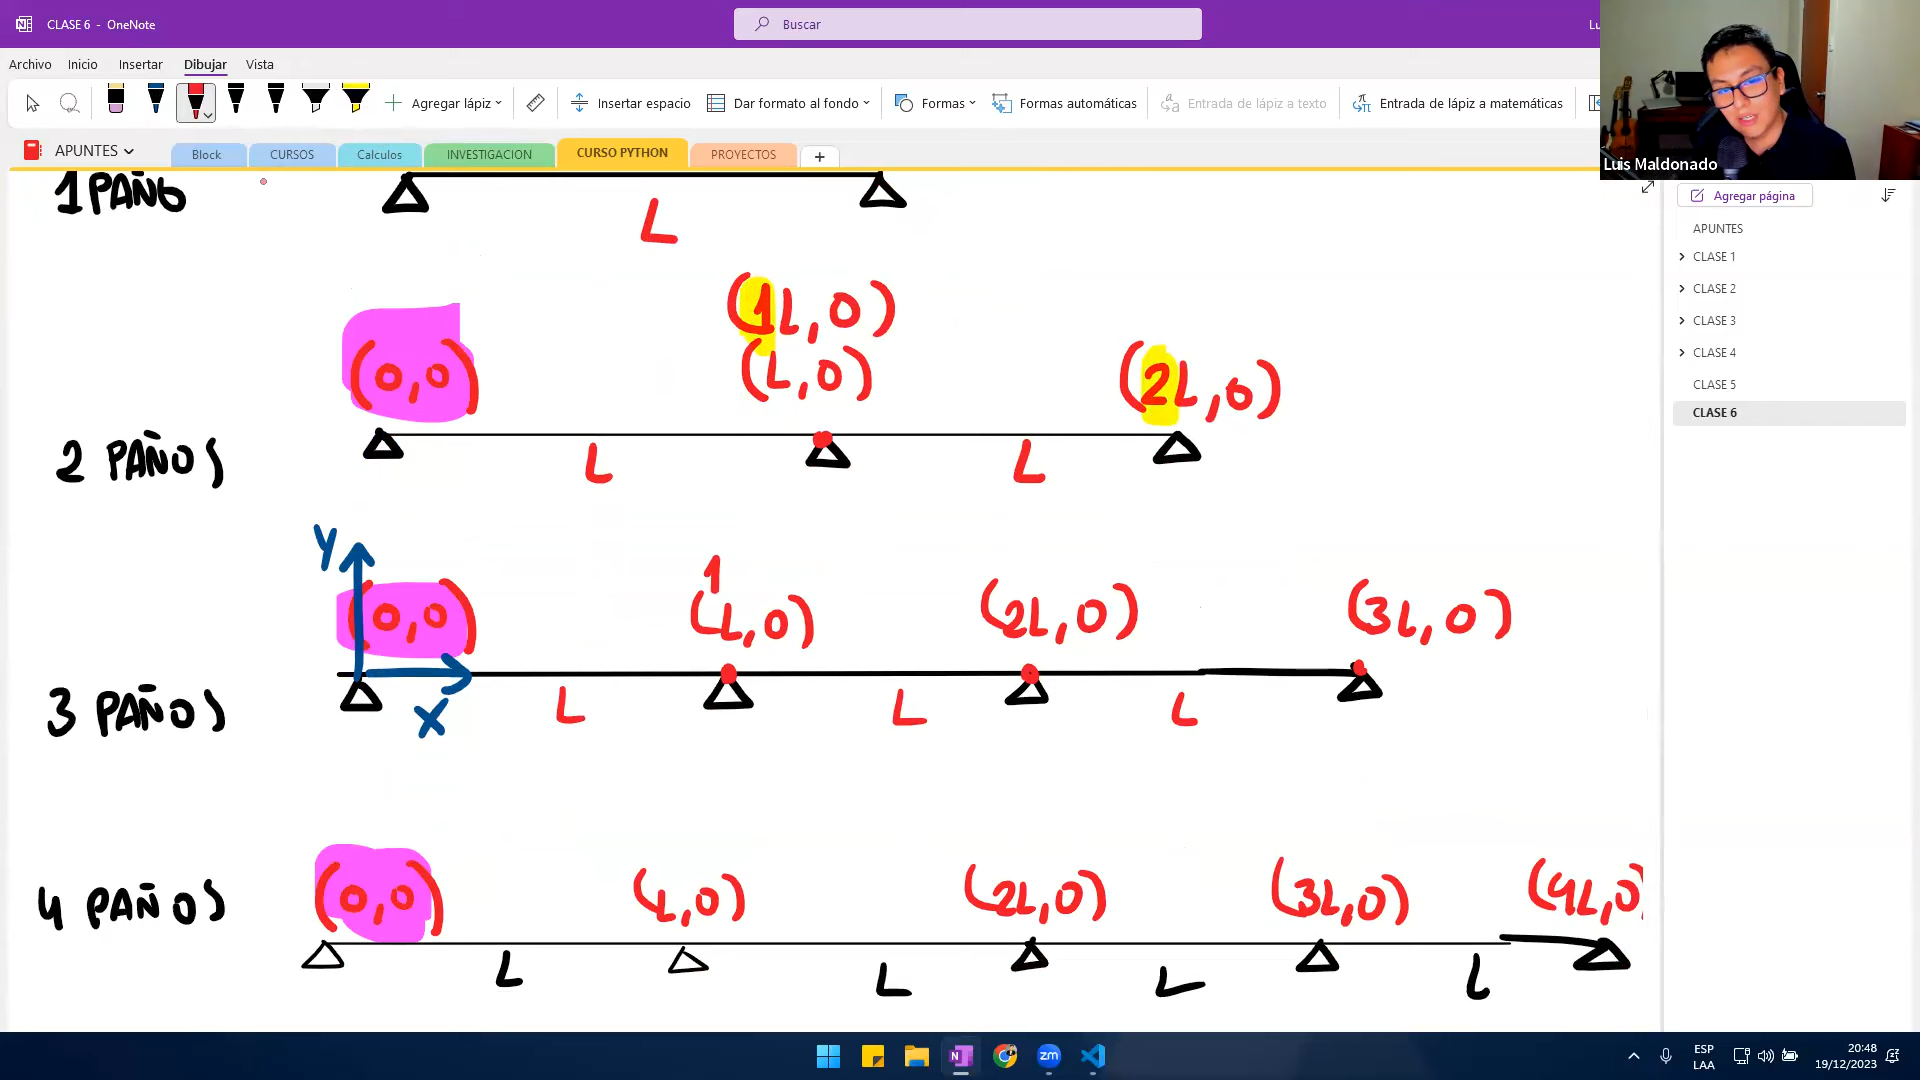 CLASE 6 - OneNote
Buscar
Archivo Inicio Insertar Dibujar Vista
Agregar lápiz
Insertar espacio
Dar formato al fondo
Formas
Formas automáticas
Entrada de lápiz a texto
Entrada de lápiz a matemáticas
Luis Maldonado
APUNTES
Block CURSOS Calculos INVESTIGACION CURSO PYTHON PROYECTOS +
Agregar página
APUNTES
CLASE 1
CLASE 2
CLASE 3
CLASE 4
CLASE 5
CLASE 6
1 PAÑO
L
(1L,0)
(0,0) (L,0) (2L,0)
2 PAÑOS
L L
Y
1
(0,0) (L,0) (2L,0) (3L,0)
3 PAÑOS
X L L L
(0,0) (L,0) (2L,0) (3L,0) (4L,0)
4 PAÑOS
L L L L
zm
ESP
LAA
20:48
19/12/2023